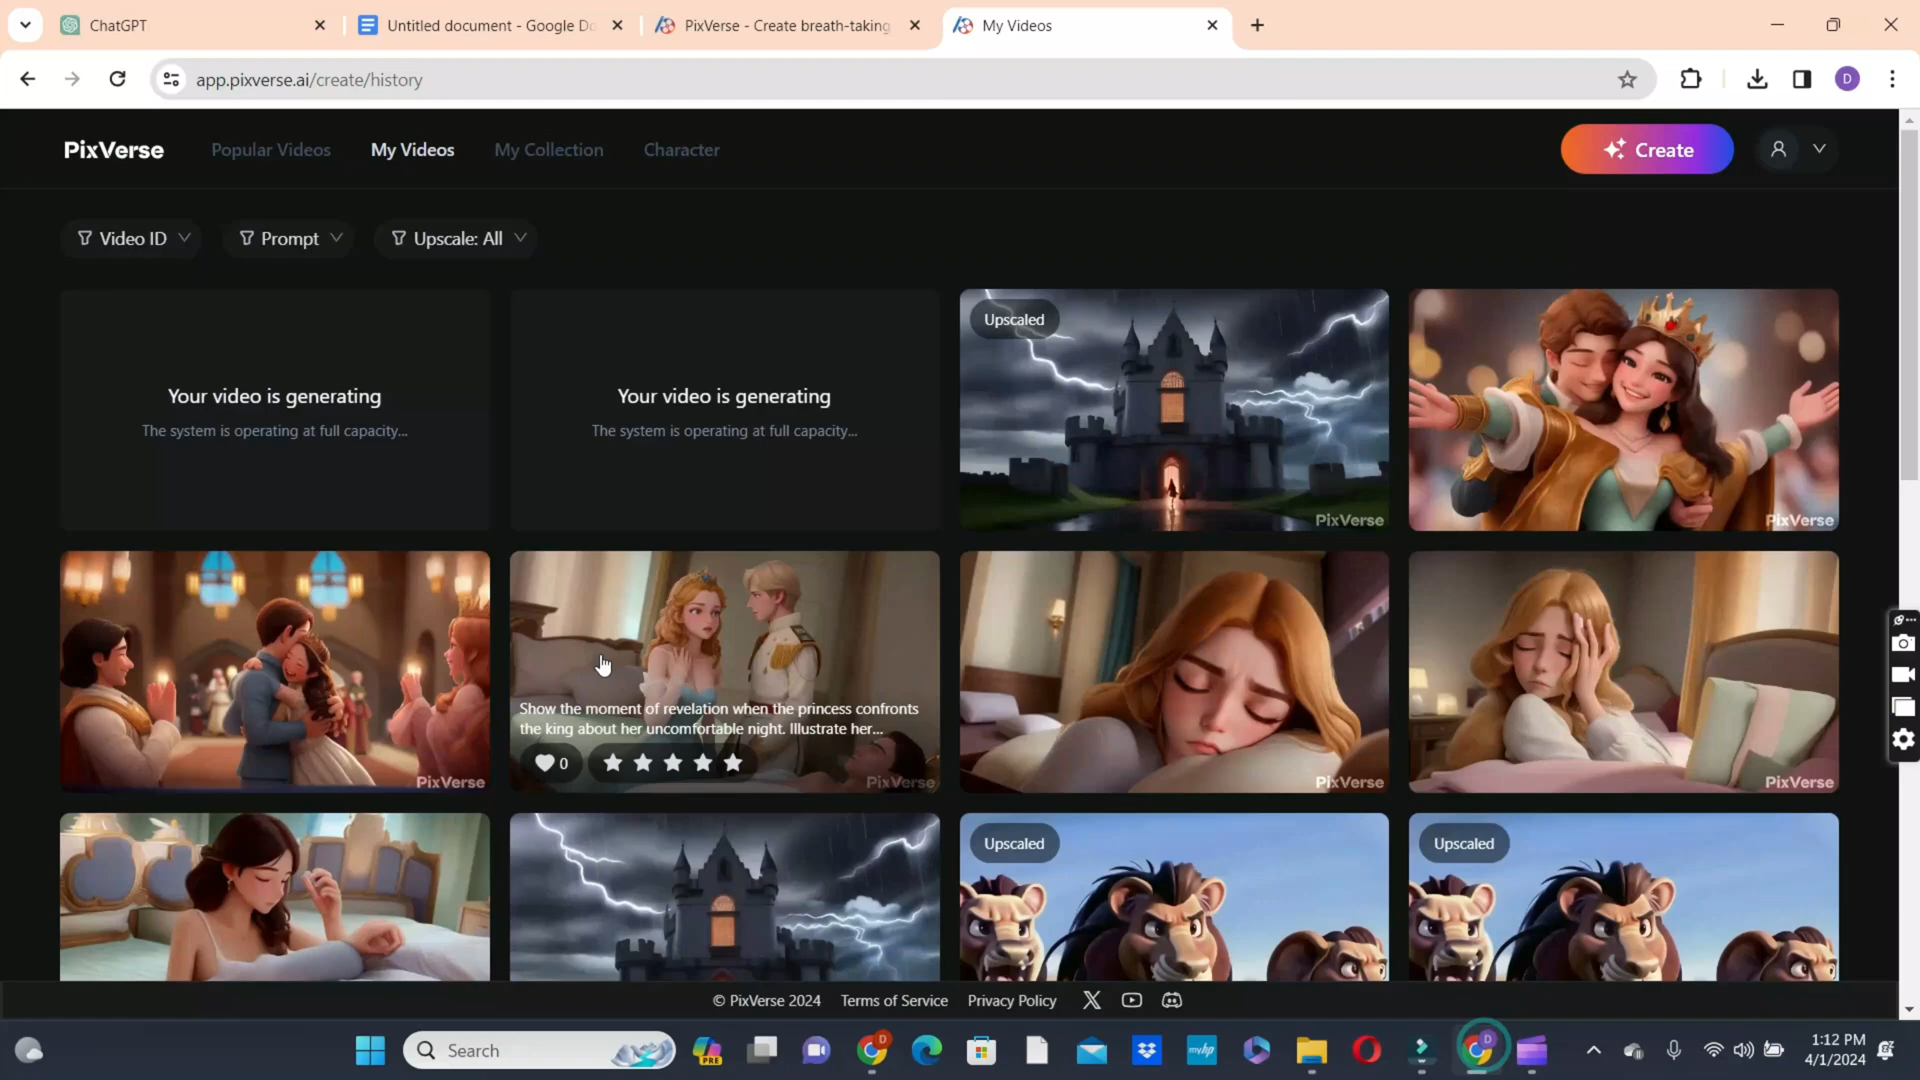 ChatGPT
Untitled document - Google Do
PixVerse - Create breath-taking
My Videos
app.pixverse.ai/create/history
D
PixVerse
Popular Videos
My Videos
My Collection
Character
Create
Video ID
Prompt
Upscale: All
Your video is generating
The system is operating at full capacity...
Your video is generating
The system is operating at full capacity...
Upscaled
PixVerse
PixVerse
PixVerse
Show the moment of revelation when the princess confronts
the king about her uncomfortable night. Illustrate her...
0
PixVerse
PixVerse
PixVerse
Upscaled
Upscaled
© PixVerse 2024
Terms of Service
Privacy Policy
Search
PRE
D
myhp
D
1:12 PM
4/1/2024